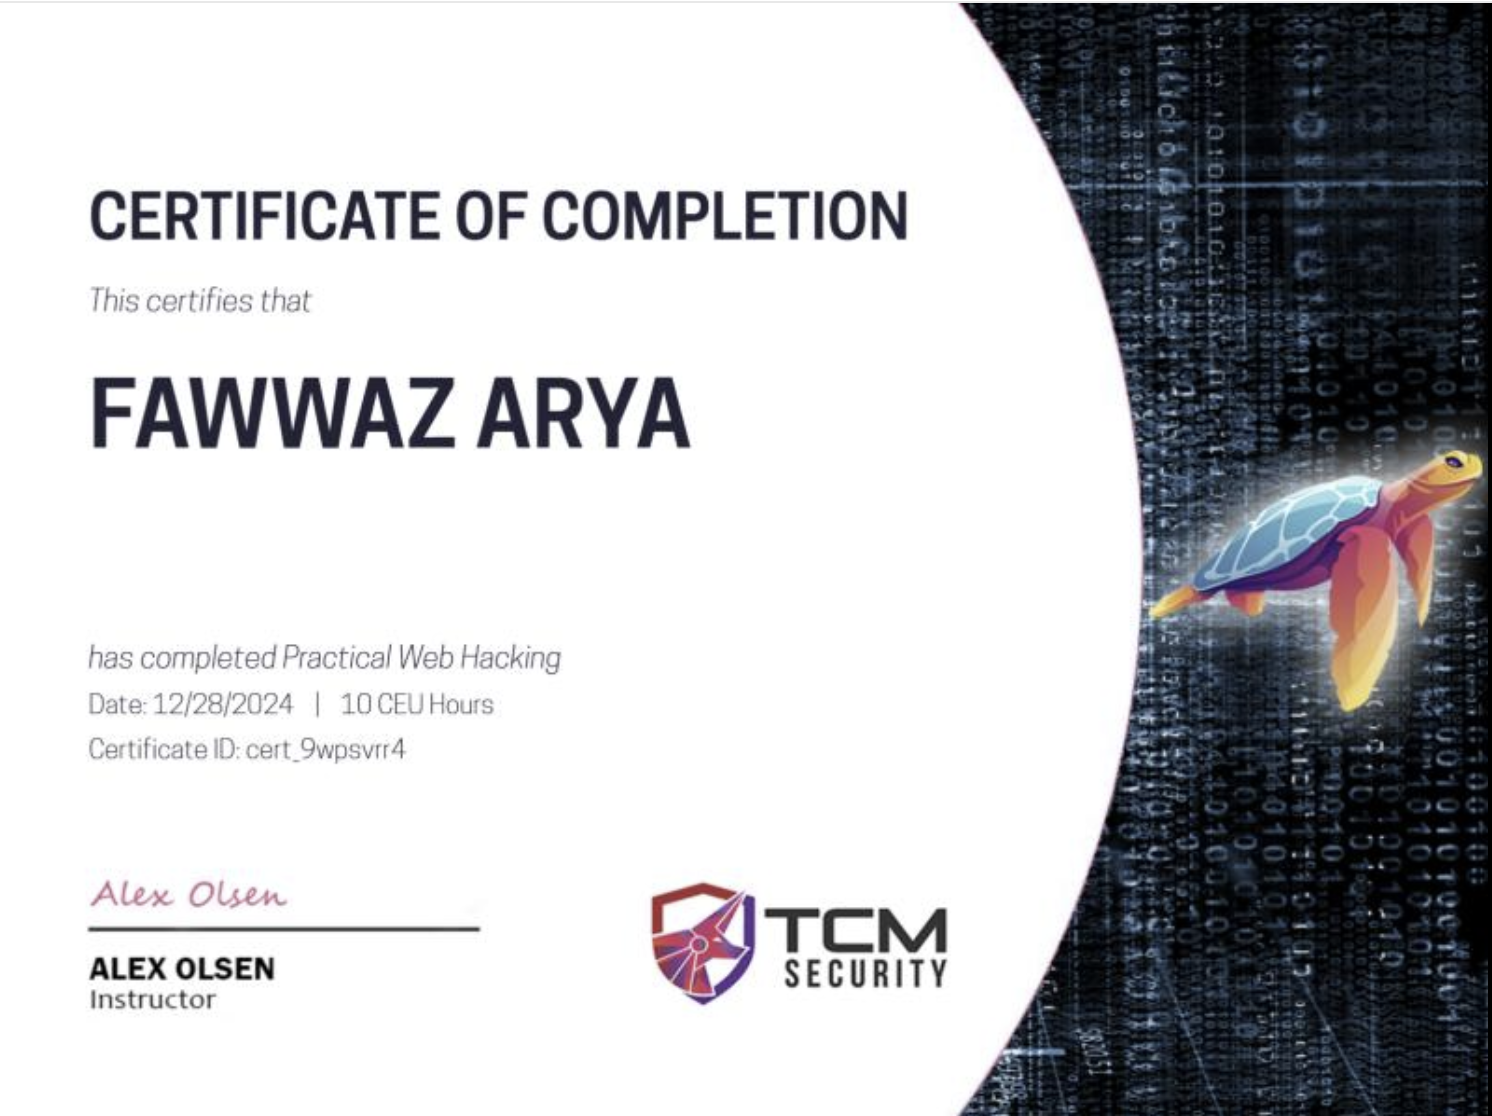 CERTIFICATE OF COMPLETION
This certifies that
FAWWAZ ARYA
has completed Practical Web Hacking
Date: 12/28/2024 | 10 CEU Hours
Certificate ID: cert_9wpsvrr4
Alex Olsen
ALEX OLSEN
Instructor
TCM
SECURITY